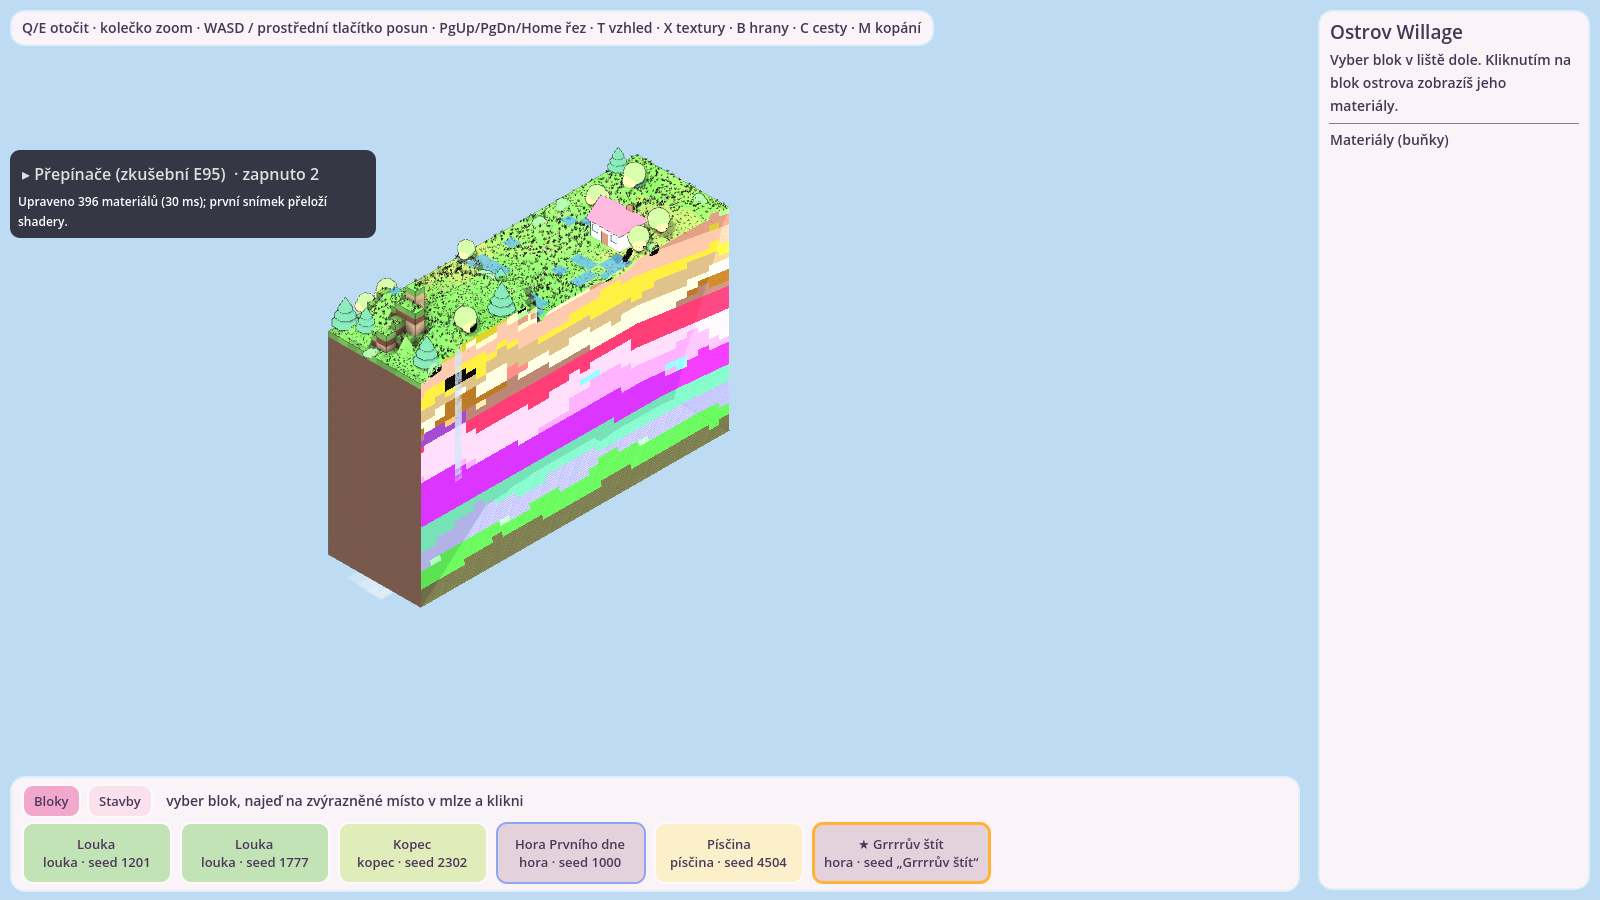 Q/E otočit · kolečko zoom · WASD / prostřední tlačítko posun · PgUp/PgDn/Home řez · T vzhled · X textury · B hrany · C cesty · M kopání
Ostrov Willage
Vyber blok v liště dole. Kliknutím na
blok ostrova zobrazíš jeho
materiály.
Materiály (buňky)
▸ Přepínače (zkušební E95) · zapnuto 2
Upraveno 396 materiálů (30 ms); první snímek přeloží
shadery.
Bloky
Stavby
vyber blok, najeď na zvýrazněné místo v mlze a klikni
Louka
louka · seed 1201
Louka
louka · seed 1777
Kopec
kopec · seed 2302
Hora Prvního dne
hora · seed 1000
Písčina
písčina · seed 4504
★ Grrrrův štít
hora · seed „Grrrrův štít“